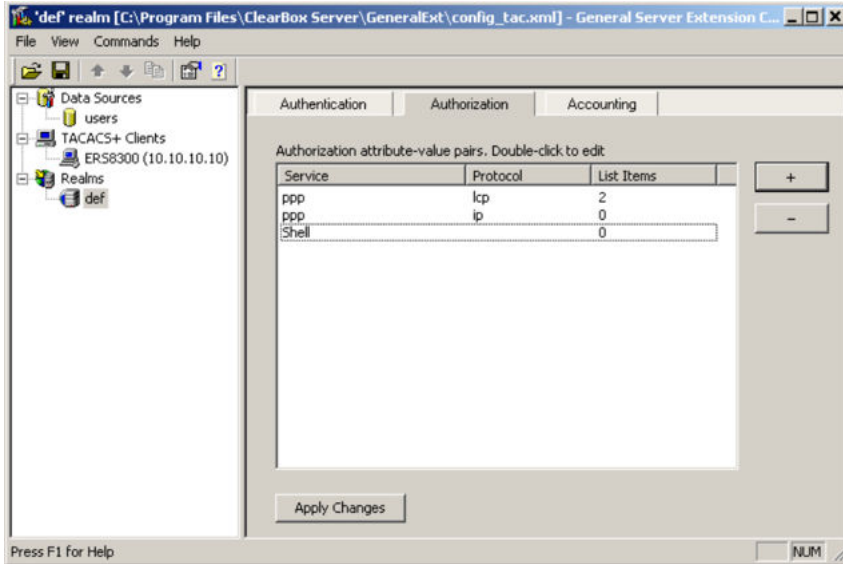 'def' realm [C:\Program Files\ClearBox Server\GeneralExt\config_tac.xml] - General Server Extension C...
File View Commands Help
Data Sources
users
TACACS+ Clients
ERS8300 (10.10.10.10)
Realms
def
Authentication Authorization Accounting
Authorization attribute-value pairs. Double-click to edit
Service Protocol List Items
ppp lcp 2
ppp ip 0
Shell 0
+
-
Apply Changes
Press F1 for Help NUM